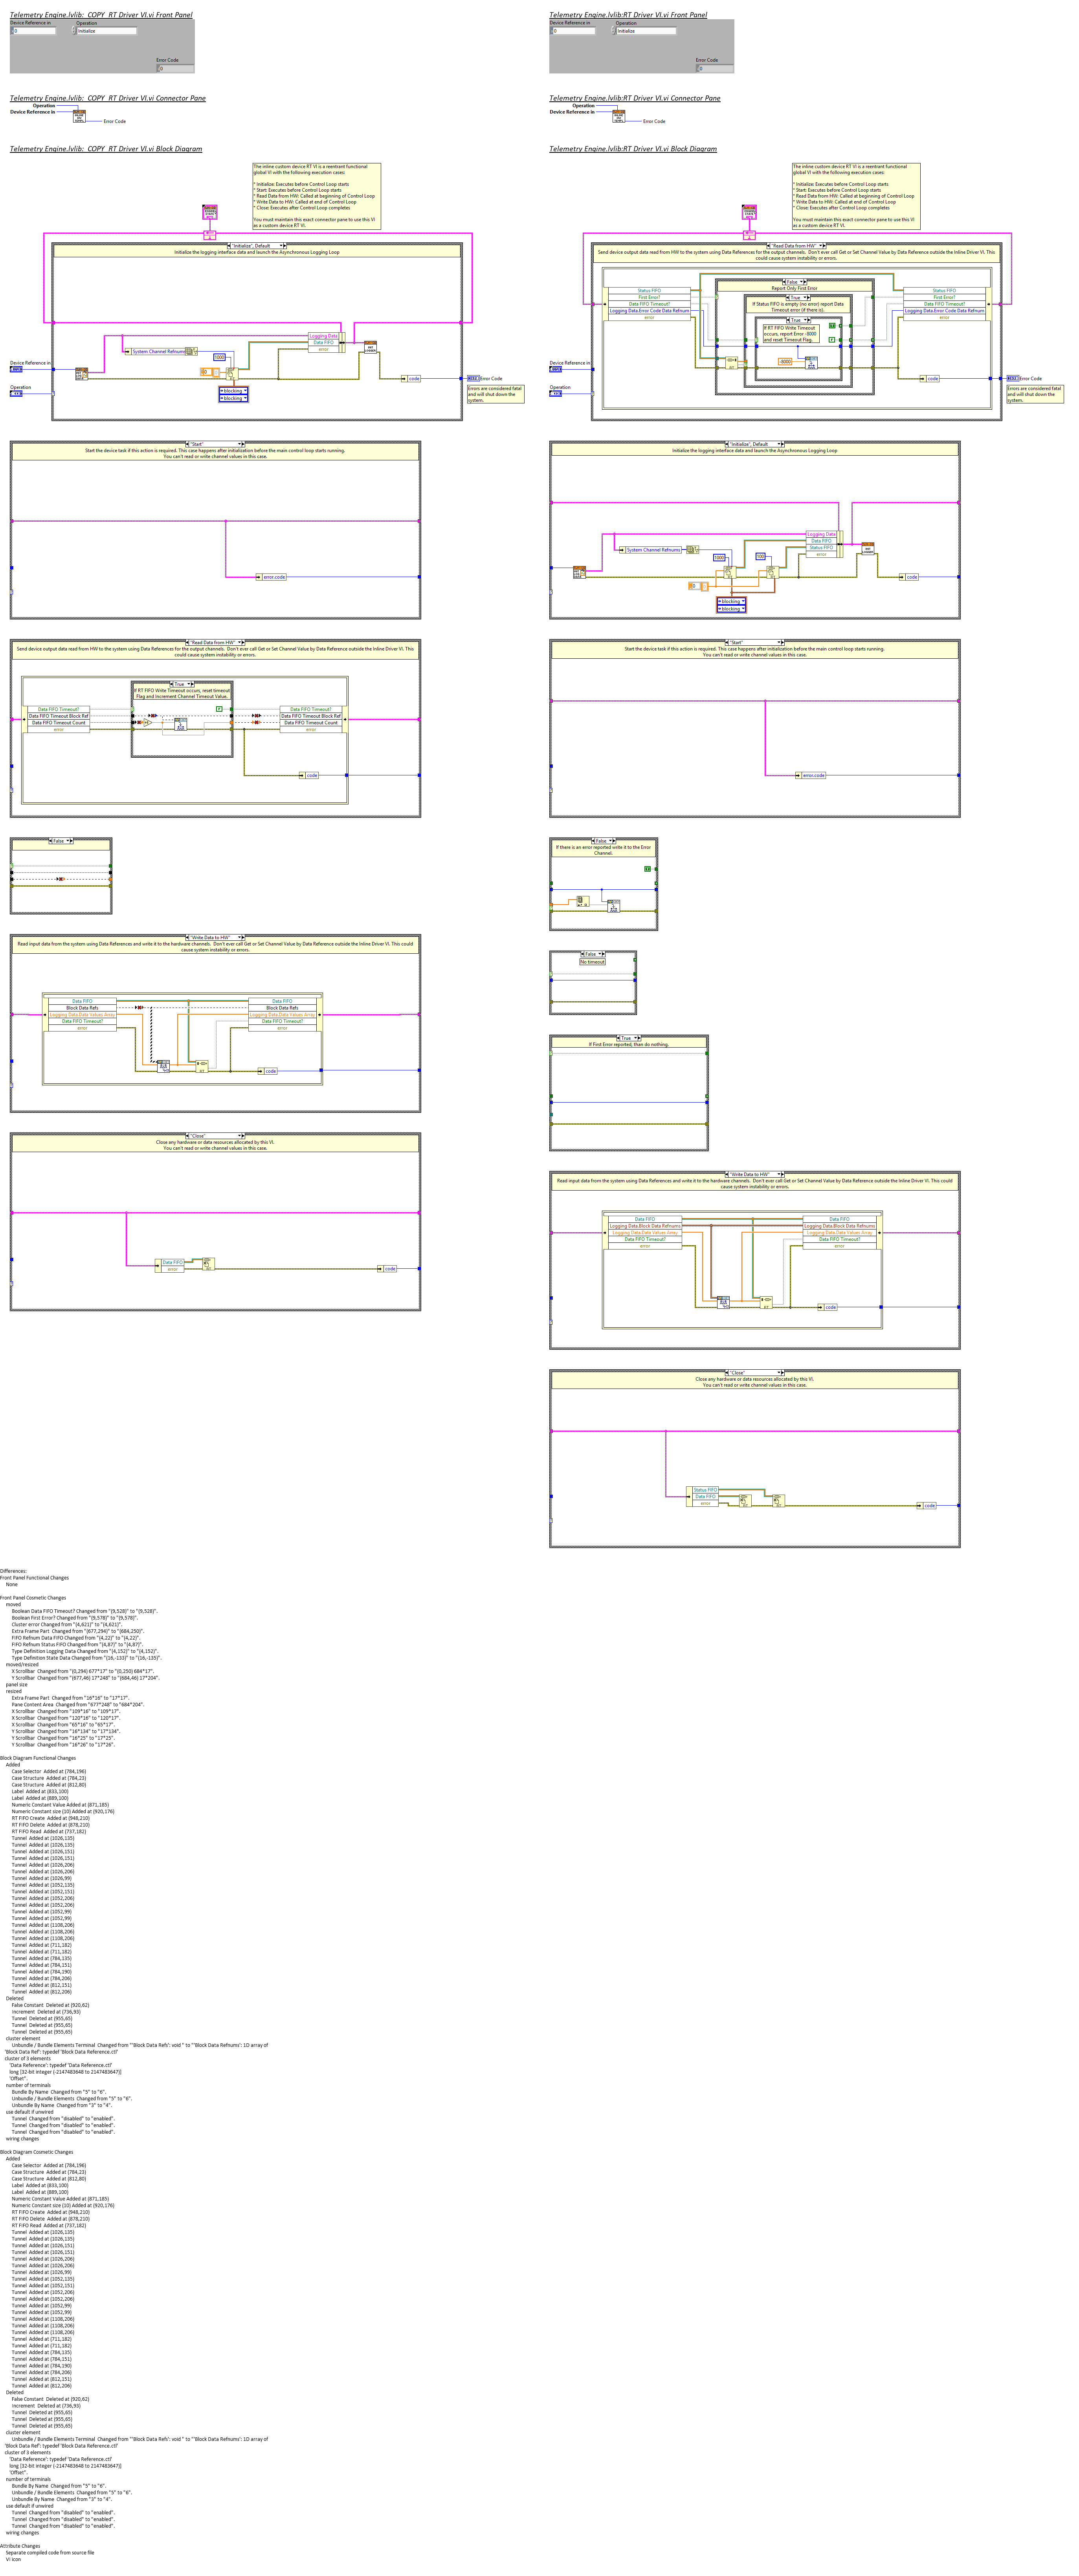 Telemetry Engine.lvlib:  COPY  RT Driver VI.vi Front Panel
Device Reference in
Operation
0
Initialize
Error Code
0
Telemetry Engine.lvlib:  COPY  RT Driver VI.vi Connector Pane
Operation
Device Reference in
Error Code
Telemetry Engine.lvlib:  COPY  RT Driver VI.vi Block Diagram
The inline custom device RT VI is a reentrant functional
global VI with the following execution cases:
* Initialize: Executes before Control Loop starts
* Start: Executes before Control Loop starts
* Read Data from HW: Called at beginning of Control Loop
* Write Data to HW: Called at end of Control Loop
* Close: Executes after Control Loop completes
You must maintain this exact connector pane to use this VI
as a custom device RT VI.
"Initialize", Default
Initialize the logging interface data and launch the Asynchronous Logging Loop
System Channel Refnums
1000
Logging Data
Data FIFO
error
blocking
blocking
code
Device Reference in
Operation
Error Code
Errors are considered fatal
and will shut down the
system.
"Start"
Start the device task if this action is required. This case happens after initialization before the main control loop starts running.
You can't read or write channel values in this case.
error.code
"Read Data from HW"
Send device output data read from HW to the system using Data References for the output channels.  Don't ever call Get or Set Channel Value by Data Reference outside the Inline Driver VI. This
could cause system instability or errors.
True
If RT FIFO Write Timeout occurs, reset timeout
Flag and Increment Channel Timeout Value.
Data FIFO Timeout?
Data FIFO Timeout Block Ref
Data FIFO Timeout Count
error
Data FIFO Timeout?
Data FIFO Timeout Block Ref
Data FIFO Timeout Count
error
code
False
"Write Data to HW"
Read input data from the system using Data References and write it to the hardware channels.  Don't ever call Get or Set Channel Value by Data Reference outside the Inline Driver VI. This could
cause system instability or errors.
Data FIFO
Block Data Refs
Logging Data.Data Values Array
Data FIFO Timeout?
error
Data FIFO
Block Data Refs
Logging Data.Data Values Array
Data FIFO Timeout?
error
code
"Close"
Close any hardware or data resources allocated by this VI.
You can't read or write channel values in this case.
Data FIFO
error
code
Telemetry Engine.lvlib:RT Driver VI.vi Front Panel
Device Reference in
Operation
0
Initialize
Error Code
0
Telemetry Engine.lvlib:RT Driver VI.vi Connector Pane
Operation
Device Reference in
Error Code
Telemetry Engine.lvlib:RT Driver VI.vi Block Diagram
The inline custom device RT VI is a reentrant functional
global VI with the following execution cases:
* Initialize: Executes before Control Loop starts
* Start: Executes before Control Loop starts
* Read Data from HW: Called at beginning of Control Loop
* Write Data to HW: Called at end of Control Loop
* Close: Executes after Control Loop completes
You must maintain this exact connector pane to use this VI
as a custom device RT VI.
"Read Data from HW"
Send device output data read from HW to the system using Data References for the output channels.  Don't ever call Get or Set Channel Value by Data Reference outside the Inline Driver VI. This
could cause system instability or errors.
False
Report Only First Error
True
If Status FIFO is empty (no error) report Data
Timeout error (if there is).
True
If RT FIFO Write Timeout
occurs, report Error -8000
and reset Timeout Flag.
-8000
Status FIFO
First Error?
Data FIFO Timeout?
Logging Data.Error Code Data Refnum
error
Status FIFO
First Error?
Data FIFO Timeout?
Logging Data.Error Code Data Refnum
error
code
Device Reference in
Operation
Error Code
Errors are considered fatal
and will shut down the
system.
"Initialize", Default
Initialize the logging interface data and launch the Asynchronous Logging Loop
System Channel Refnums
1000
100
Logging Data
Data FIFO
Status FIFO
error
blocking
blocking
code
"Start"
Start the device task if this action is required. This case happens after initialization before the main control loop starts running.
You can't read or write channel values in this case.
error.code
False
If there is an error reported write it to the Error
Channel.
False
No timeout
True
If First Error reported, than do nothing.
"Write Data to HW"
Read input data from the system using Data References and write it to the hardware channels.  Don't ever call Get or Set Channel Value by Data Reference outside the Inline Driver VI. This could
cause system instability or errors.
Data FIFO
Logging Data.Block Data Refnums
Logging Data.Data Values Array
Data FIFO Timeout?
error
Data FIFO
Logging Data.Block Data Refnums
Logging Data.Data Values Array
Data FIFO Timeout?
error
code
"Close"
Close any hardware or data resources allocated by this VI.
You can't read or write channel values in this case.
Status FIFO
Data FIFO
error
code
Differences:
Front Panel Functional Changes
None
Front Panel Cosmetic Changes
moved
Boolean Data FIFO Timeout? Changed from "(9,528)" to "(9,528)".
Boolean First Error? Changed from "(9,578)" to "(9,578)".
Cluster error Changed from "(4,621)" to "(4,621)".
Extra Frame Part  Changed from "(677,294)" to "(684,250)".
FIFO Refnum Data FIFO Changed from "(4,22)" to "(4,22)".
FIFO Refnum Status FIFO Changed from "(4,87)" to "(4,87)".
Type Definition Logging Data Changed from "(4,152)" to "(4,152)".
Type Definition State Data Changed from "(16,-133)" to "(16,-135)".
moved/resized
X Scrollbar  Changed from "(0,294) 677*17" to "(0,250) 684*17".
Y Scrollbar  Changed from "(677,46) 17*248" to "(684,46) 17*204".
panel size
resized
Extra Frame Part  Changed from "16*16" to "17*17".
Pane Content Area  Changed from "677*248" to "684*204".
X Scrollbar  Changed from "109*16" to "109*17".
X Scrollbar  Changed from "120*16" to "120*17".
X Scrollbar  Changed from "65*16" to "65*17".
Y Scrollbar  Changed from "16*134" to "17*134".
Y Scrollbar  Changed from "16*25" to "17*25".
Y Scrollbar  Changed from "16*26" to "17*26".
Block Diagram Functional Changes
Added
Case Selector  Added at (784,196)
Case Structure  Added at (784,23)
Case Structure  Added at (812,80)
Label  Added at (833,100)
Label  Added at (889,100)
Numeric Constant Value Added at (871,185)
Numeric Constant size (10) Added at (920,176)
RT FIFO Create  Added at (948,210)
RT FIFO Delete  Added at (878,210)
RT FIFO Read  Added at (737,182)
Tunnel  Added at (1026,135)
Tunnel  Added at (1026,135)
Tunnel  Added at (1026,151)
Tunnel  Added at (1026,151)
Tunnel  Added at (1026,206)
Tunnel  Added at (1026,206)
Tunnel  Added at (1026,99)
Tunnel  Added at (1052,135)
Tunnel  Added at (1052,151)
Tunnel  Added at (1052,206)
Tunnel  Added at (1052,206)
Tunnel  Added at (1052,99)
Tunnel  Added at (1052,99)
Tunnel  Added at (1108,206)
Tunnel  Added at (1108,206)
Tunnel  Added at (1108,206)
Tunnel  Added at (711,182)
Tunnel  Added at (711,182)
Tunnel  Added at (784,135)
Tunnel  Added at (784,151)
Tunnel  Added at (784,190)
Tunnel  Added at (784,206)
Tunnel  Added at (812,151)
Tunnel  Added at (812,206)
Deleted
False Constant  Deleted at (920,62)
Increment  Deleted at (736,93)
Tunnel  Deleted at (955,65)
Tunnel  Deleted at (955,65)
Tunnel  Deleted at (955,65)
cluster element
Unbundle / Bundle Elements Terminal  Changed from "'Block Data Refs': void " to "'Block Data Refnums': 1D array of
'Block Data Ref': typedef 'Block Data Reference.ctl'
cluster of 3 elements
'Data Reference': typedef 'Data Reference.ctl'
long [32-bit integer (-2147483648 to 2147483647)]
'Offset".
number of terminals
Bundle By Name  Changed from "5" to "6".
Unbundle / Bundle Elements  Changed from "5" to "6".
Unbundle By Name  Changed from "3" to "4".
use default if unwired
Tunnel  Changed from "disabled" to "enabled".
Tunnel  Changed from "disabled" to "enabled".
Tunnel  Changed from "disabled" to "enabled".
wiring changes
Block Diagram Cosmetic Changes
Added
Case Selector  Added at (784,196)
Case Structure  Added at (784,23)
Case Structure  Added at (812,80)
Label  Added at (833,100)
Label  Added at (889,100)
Numeric Constant Value Added at (871,185)
Numeric Constant size (10) Added at (920,176)
RT FIFO Create  Added at (948,210)
RT FIFO Delete  Added at (878,210)
RT FIFO Read  Added at (737,182)
Tunnel  Added at (1026,135)
Tunnel  Added at (1026,135)
Tunnel  Added at (1026,151)
Tunnel  Added at (1026,151)
Tunnel  Added at (1026,206)
Tunnel  Added at (1026,206)
Tunnel  Added at (1026,99)
Tunnel  Added at (1052,135)
Tunnel  Added at (1052,151)
Tunnel  Added at (1052,206)
Tunnel  Added at (1052,206)
Tunnel  Added at (1052,99)
Tunnel  Added at (1052,99)
Tunnel  Added at (1108,206)
Tunnel  Added at (1108,206)
Tunnel  Added at (1108,206)
Tunnel  Added at (711,182)
Tunnel  Added at (711,182)
Tunnel  Added at (784,135)
Tunnel  Added at (784,151)
Tunnel  Added at (784,190)
Tunnel  Added at (784,206)
Tunnel  Added at (812,151)
Tunnel  Added at (812,206)
Deleted
False Constant  Deleted at (920,62)
Increment  Deleted at (736,93)
Tunnel  Deleted at (955,65)
Tunnel  Deleted at (955,65)
Tunnel  Deleted at (955,65)
cluster element
Unbundle / Bundle Elements Terminal  Changed from "'Block Data Refs': void " to "'Block Data Refnums': 1D array of
'Block Data Ref': typedef 'Block Data Reference.ctl'
cluster of 3 elements
'Data Reference': typedef 'Data Reference.ctl'
long [32-bit integer (-2147483648 to 2147483647)]
'Offset".
number of terminals
Bundle By Name  Changed from "5" to "6".
Unbundle / Bundle Elements  Changed from "5" to "6".
Unbundle By Name  Changed from "3" to "4".
use default if unwired
Tunnel  Changed from "disabled" to "enabled".
Tunnel  Changed from "disabled" to "enabled".
Tunnel  Changed from "disabled" to "enabled".
wiring changes
Attribute Changes
Separate compiled code from source file
VI Icon